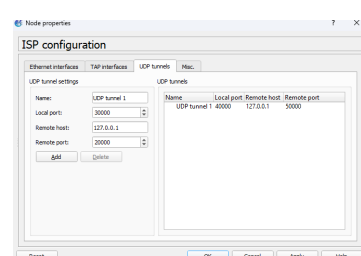 Node properties ? X
ISP configuration
Ethernet interfaces TAP interfaces UDP tunnels Misc.
UDP tunnel settings
Name: UDP tunnel 1
Local port: 30000
Remote host: 127.0.0.1
Remote port: 20000
Add Delete
UDP tunnels
Name Local port Remote host Remote port
UDP tunnel 1 40000 127.0.0.1 50000
Reset OK Cancel Apply Help